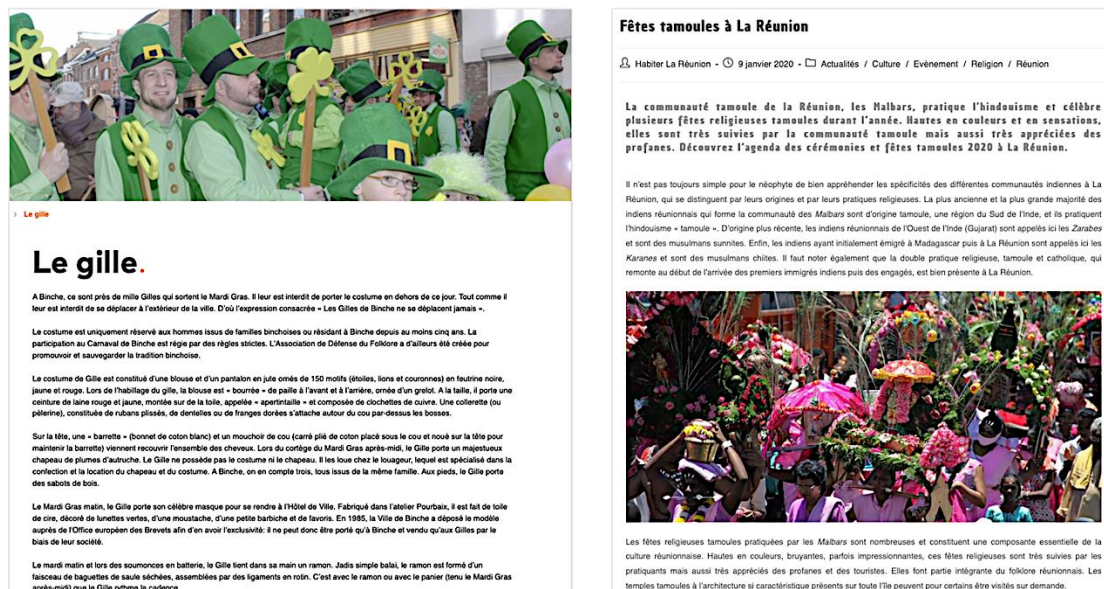 > Le gille
Le gille.
A Binche, ce sont près de mille Gilles qui sortent le Mardi Gras. Il leur est interdit de porter le costume en dehors de ce jour. Tout comme il
leur est interdit de se déplacer à l'extérieur de la ville. D'où l'expression consacrée « Les Gilles de Binche ne se déplacent jamais ».
Le costume est uniquement réservé aux hommes issus de familles binchoises ou résidant à Binche depuis au moins cinq ans. La
participation au Carnaval de Binche est régie par des règles strictes. L'Association de Défense du Folklore a d'ailleurs été créée pour
promouvoir et sauvegarder la tradition binchoise.
Le costume de Gille est constitué d'une blouse et d'un pantalon en jute ornés de 150 motifs (étoiles, lions et couronnes) en feutrine noire,
jaune et rouge. Lors de l'habillage du gille, la blouse est « bourrée » de paille à l'avant et à l'arrière, ornée d'un grelot. A la taille, il porte une
ceinture de laine rouge et jaune, montée sur de la toile, appelée « apertintaille » et composée de clochettes de cuivre. Une collerette (ou
pèlerine), constituée de rubans plissés, de dentelles ou de franges dorées s'attache autour du cou par-dessus les bosses.
Sur la tête, une « barrette » (bonnet de coton blanc) et un mouchoir de cou (carré plié de coton placé sous le cou et noué sur la tête pour
maintenir la barrette) viennent recouvrir l'ensemble des cheveux. Lors du cortège du Mardi Gras après-midi, le Gille porte un majestueux
chapeau de plumes d'autruche. Le Gille ne possède pas le costume ni le chapeau. Il les loue chez le louageur, lequel est spécialisé dans la
confection et la location du chapeau et du costume. A Binche, on en compte trois, tous issus de la même famille. Aux pieds, le Gille porte
des sabots de bois.
Le Mardi Gras matin, le Gille porte son célèbre masque pour se rendre à l'Hôtel de Ville. Fabriqué dans l'atelier Pourbaix, il est fait de toile
de cire, décoré de lunettes vertes, d'une moustache, d'une petite barbiche et de favoris. En 1985, la Ville de Binche a déposé le modèle
auprès de l'Office européen des Brevets afin d'en avoir l'exclusivité: il ne peut donc être porté qu'à Binche et vendu qu'aux Gilles par le
biais de leur société.
Le mardi matin et lors des soumonces en batterie, le Gille tient dans sa main un ramon. Jadis simple balai, le ramon est formé d'un
faisceau de baguettes de saule séchées, assemblées par des ligaments en rotin. C'est avec le ramon ou avec le panier (tenu le Mardi Gras
après-midi) que le Gille rythme la cadence.
Fêtes tamoules à La Réunion
Habiter La Réunion - 9 janvier 2020 - Actualités / Culture / Evènement / Religion / Réunion
La communauté tamoule de la Réunion, les Malbars, pratique l'hindouisme et célèbre
plusieurs fêtes religieuses tamoules durant l'année. Hautes en couleurs et en sensations,
elles sont très suivies par la communauté tamoule mais aussi très appréciées des
profanes. Découvrez l'agenda des cérémonies et fêtes tamoules 2020 à La Réunion.
Il n'est pas toujours simple pour le néophyte de bien appréhender les spécificités des différentes communautés indiennes à La
Réunion, qui se distinguent par leurs origines et par leurs pratiques religieuses. La plus ancienne et la plus grande majorité des
indiens réunionnais qui forme la communauté des Malbars sont d'origine tamoule, une région du Sud de l'Inde, et ils pratiquent
l'hindouisme « tamoule ». D'origine plus récente, les indiens réunionnais de l'Ouest de l'Inde (Gujarat) sont appelés ici les Zarabes
et sont des musulmans sunnites. Enfin, les indiens ayant initialement émigré à Madagascar puis à La Réunion sont appelés ici les
Karanes et sont des musulmans chiites. Il faut noter également que la double pratique religieuse, tamoule et catholique, qui
remonte au début de l'arrivée des premiers immigrés indiens puis des engagés, est bien présente à La Réunion.
Les fêtes religieuses tamoules pratiquées par les Malbars sont nombreuses et constituent une composante essentielle de la
culture réunionnaise. Hautes en couleurs, bruyantes, parfois impressionnantes, ces fêtes religieuses sont très suivies par les
pratiquants mais aussi très appréciés des profanes et des touristes. Elles font partie intégrante du folklore réunionnais. Les
temples tamoules à l'architecture si caractéristique présents sur toute l'île peuvent pour certains être visités sur demande.